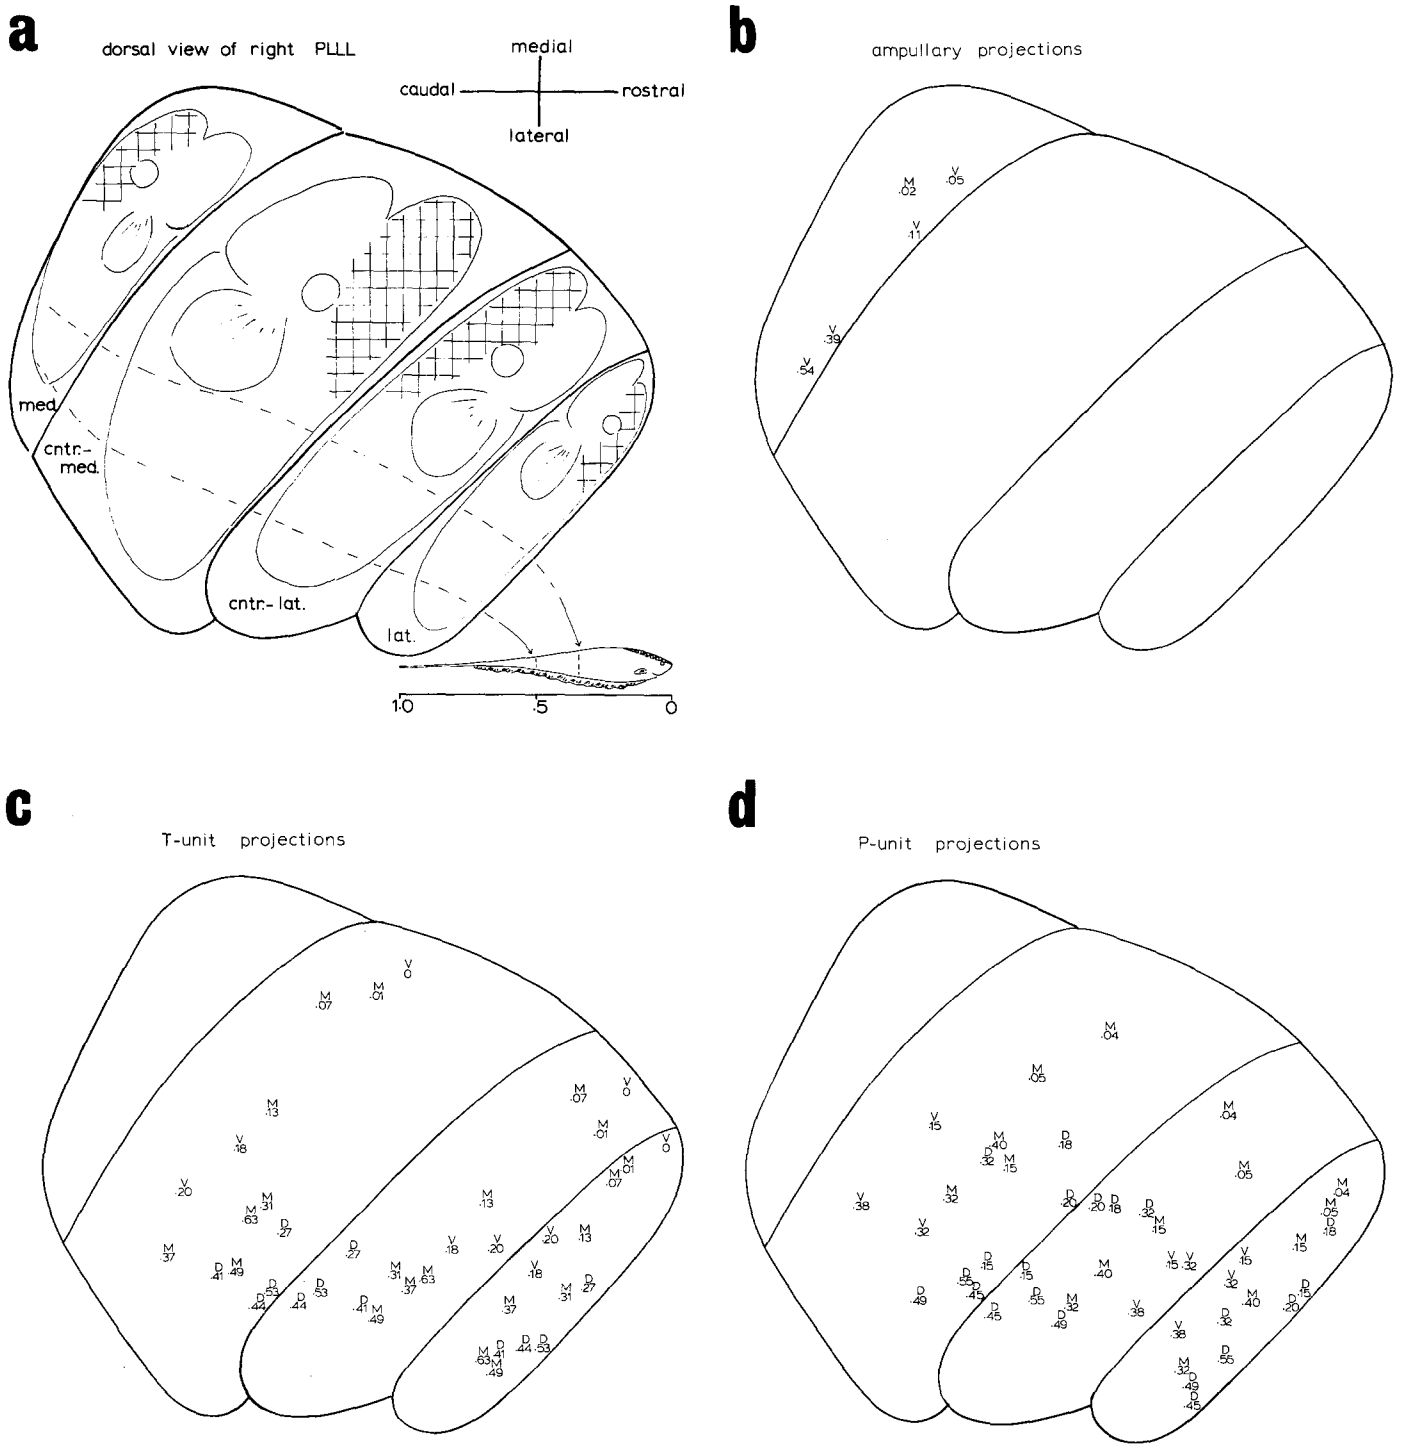 a
dorsal view of right PLLL
medial
caudal
rostral
lateral
med.
cntr.-
med.
cntr.- lat.
lat.
1.0
.5
0
b
ampullary projections
M
.02
V
.05
V
.11
V
.39
V
.54
c
T-unit projections
V
0
M
.01
M
.07
M
.13
V
.18
V
.20
M
.31
M
.63
D
.27
M
.37
D
.41
M
.49
D
.53
D
.44
M
.07
V
0
M
.01
M
.13
V
.18
V
.20
D
.27
M
.31
M
.37
M
.63
D
.53
D
.44
D
.41
M
.49
V
0
M
.01
M
.07
V
.20
M
.13
V
.18
D
.27
M
.31
M
.37
D
.41
D
.44
D
.53
M
.63
M
.49
d
P-unit projections
M
.04
M
.05
V
.15
M
.40
D
.32
M
.15
D
.18
V
.38
M
.32
V
.32
D
.20
D
.15
D
.55
D
.45
D
.49
M
.04
M
.05
D
.20
D
.18
D
.32
M
.15
V
.15
V
.32
M
.40
D
.15
D
.55
M
.32
D
.49
D
.45
V
.38
M
.04
M
.05
D
.18
M
.15
V
.15
V
.32
M
.40
D
.15
D
.20
D
.32
V
.38
D
.55
M
.32
D
.49
D
.45